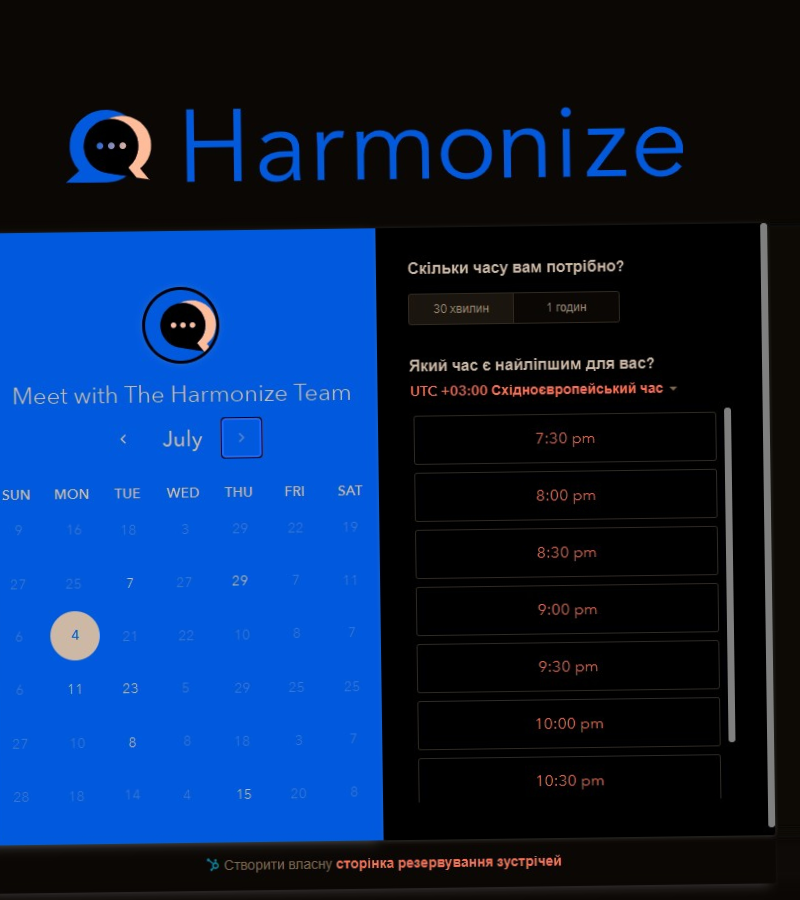 Harmonize
Meet with The Harmonize Team
July
SUN MON TUE WED THU FRI SAT
9 16 18 3 29 22 19
27 25 7 27 29 7 11
6 4 21 22 10 8 7
6 11 23 5 29 25 25
27 10 8 8 18 3 7
28 18 14 4 15 20 8
Скільки часу вам потрібно?
30 хвилин 1 годин
Який час є найліпшим для вас?
UTC +03:00 Східноєвропейський час
7:30 pm
8:00 pm
8:30 pm
9:00 pm
9:30 pm
10:00 pm
10:30 pm
Створити власну сторінка резервування зустрічей